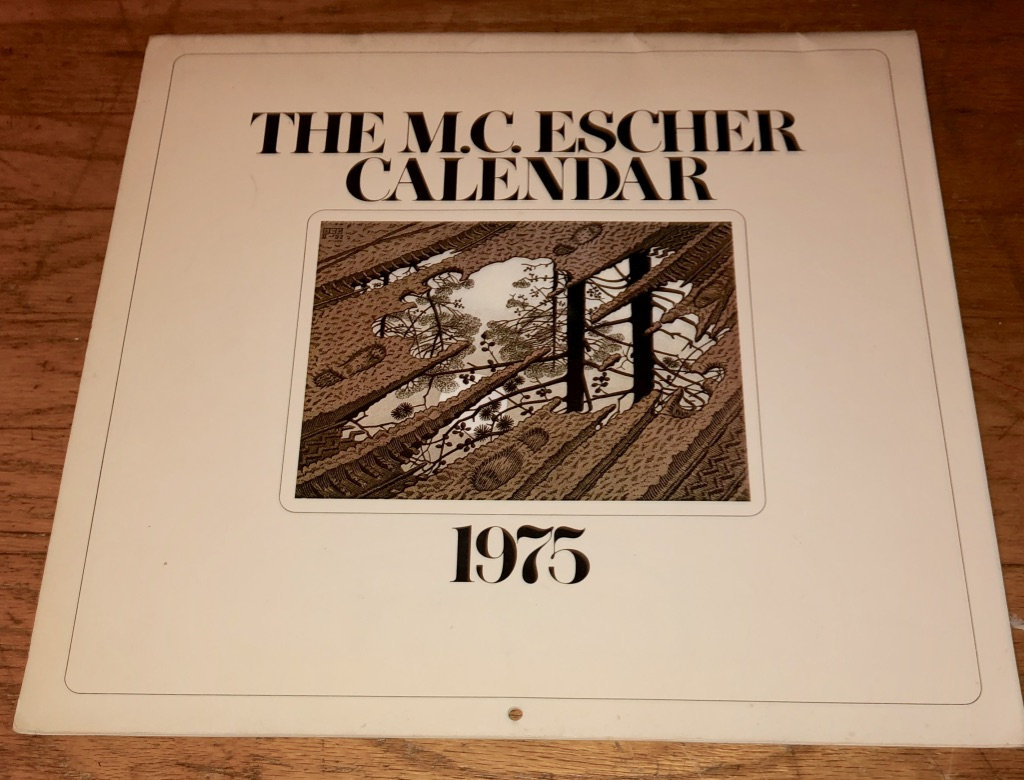 THE M.C. ESCHER
CALENDAR
1975